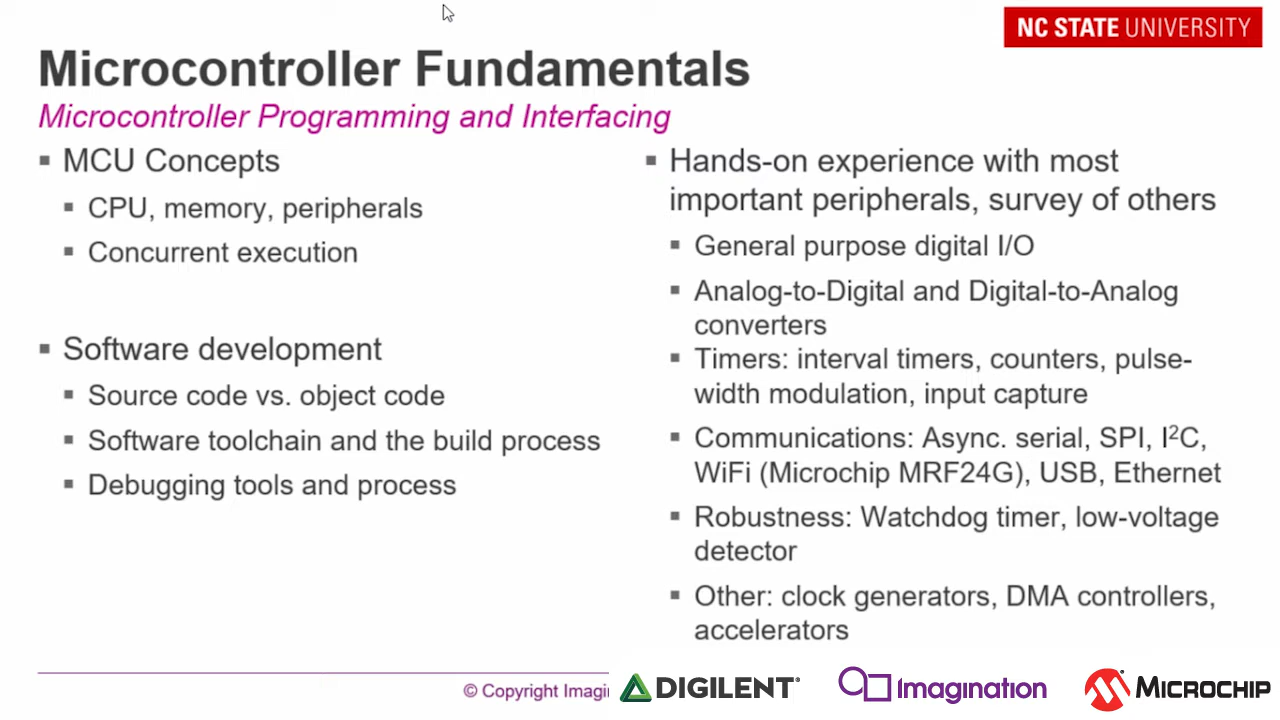 NC STATE UNIVERSITY
Microcontroller Fundamentals
Microcontroller Programming and Interfacing
▪ MCU Concepts
▪ CPU, memory, peripherals
▪ Concurrent execution
▪ Software development
▪ Source code vs. object code
▪ Software toolchain and the build process
▪ Debugging tools and process
▪ Hands-on experience with most
important peripherals, survey of others
▪ General purpose digital I/O
▪ Analog-to-Digital and Digital-to-Analog
converters
▪ Timers: interval timers, counters, pulse-
width modulation, input capture
▪ Communications: Async. serial, SPI, I²C,
WiFi (Microchip MRF24G), USB, Ethernet
▪ Robustness: Watchdog timer, low-voltage
detector
▪ Other: clock generators, DMA controllers,
accelerators
© Copyright Imagi
DIGILENT®
Imagination
MICROCHIP